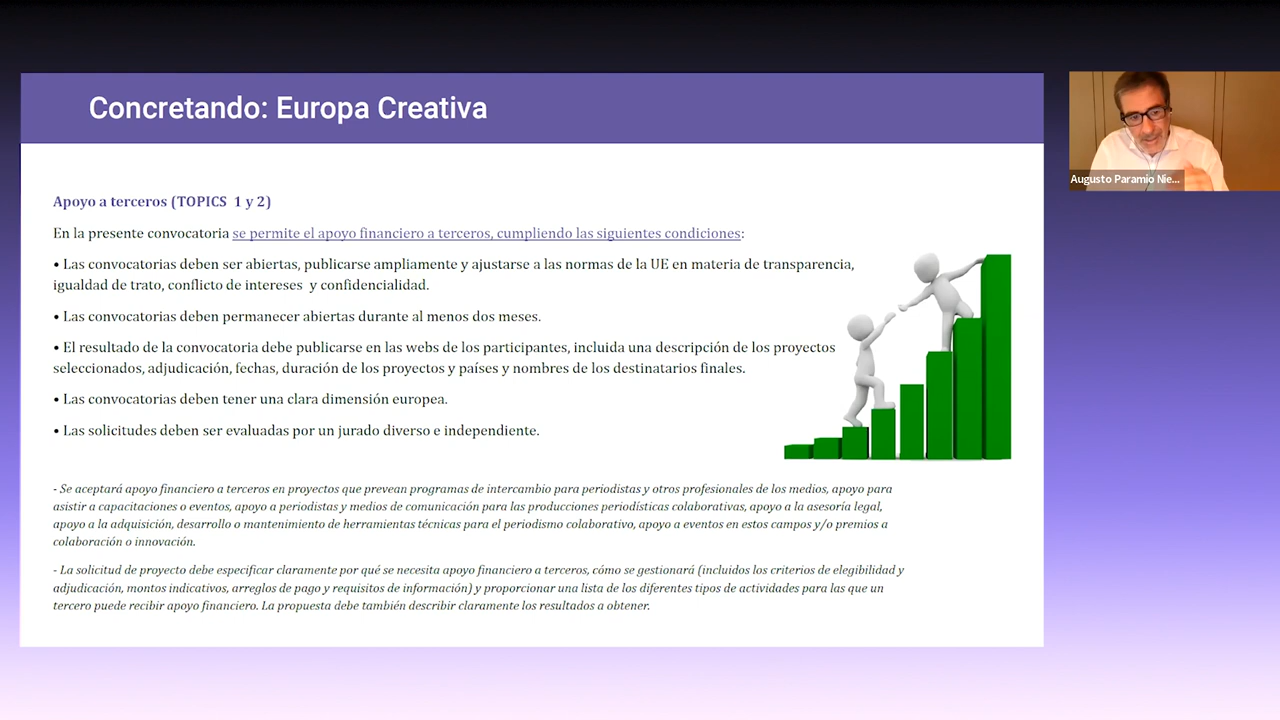 Concretando: Europa Creativa
Augusto Paramio Nie...
Apoyo a terceros (TOPICS 1 y 2)
En la presente convocatoria se permite el apoyo financiero a terceros, cumpliendo las siguientes condiciones:
• Las convocatorias deben ser abiertas, publicarse ampliamente y ajustarse a las normas de la UE en materia de transparencia,
igualdad de trato, conflicto de intereses y confidencialidad.
• Las convocatorias deben permanecer abiertas durante al menos dos meses.
• El resultado de la convocatoria debe publicarse en las webs de los participantes, incluida una descripción de los proyectos
seleccionados, adjudicación, fechas, duración de los proyectos y países y nombres de los destinatarios finales.
• Las convocatorias deben tener una clara dimensión europea.
• Las solicitudes deben ser evaluadas por un jurado diverso e independiente.
- Se aceptará apoyo financiero a terceros en proyectos que prevean programas de intercambio para periodistas y otros profesionales de los medios, apoyo para
asistir a capacitaciones o eventos, apoyo a periodistas y medios de comunicación para las producciones periodísticas colaborativas, apoyo a la asesoría legal,
apoyo a la adquisición, desarrollo o mantenimiento de herramientas técnicas para el periodismo colaborativo, apoyo a eventos en estos campos y/o premios a
colaboración o innovación.
- La solicitud de proyecto debe especificar claramente por qué se necesita apoyo financiero a terceros, cómo se gestionará (incluidos los criterios de elegibilidad y
adjudicación, montos indicativos, arreglos de pago y requisitos de información) y proporcionar una lista de los diferentes tipos de actividades para las que un
tercero puede recibir apoyo financiero. La propuesta debe también describir claramente los resultados a obtener.